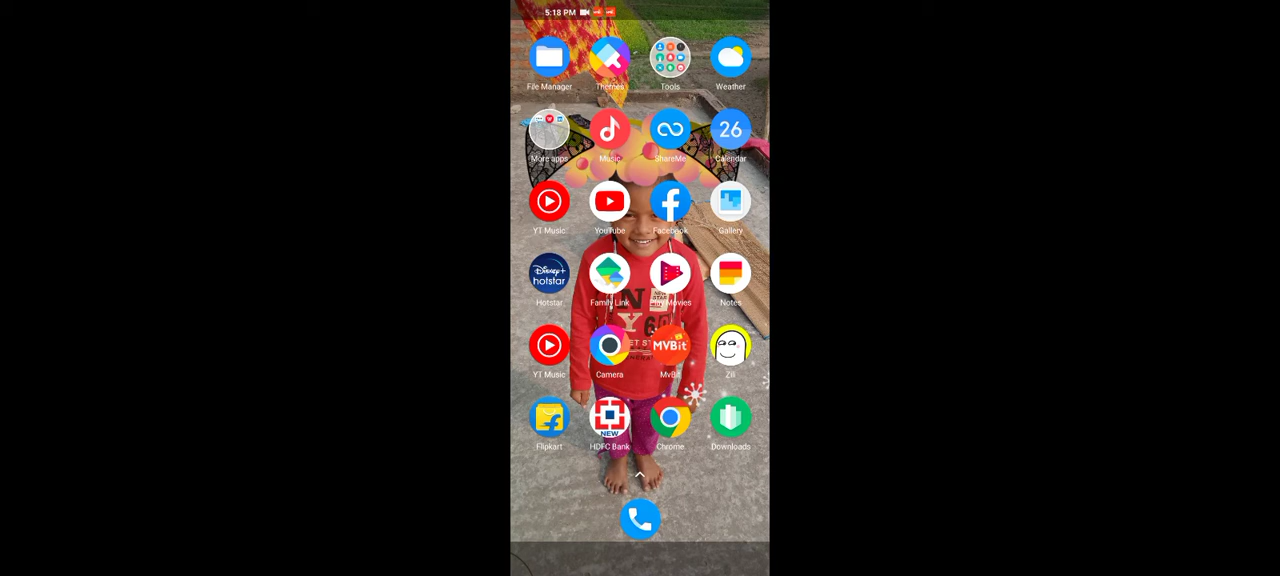 5:18 PM
File Manager Themes Tools Weather
26
More apps Music ShareMe Calendar
YT Music YouTube Facebook Gallery
Disney+
hotstar
Hotstar Family Link Movies Notes
N
Y 6
MVBit
YT Music Camera MvBit Zili
NEW
Flipkart HDFC Bank Chrome Downloads